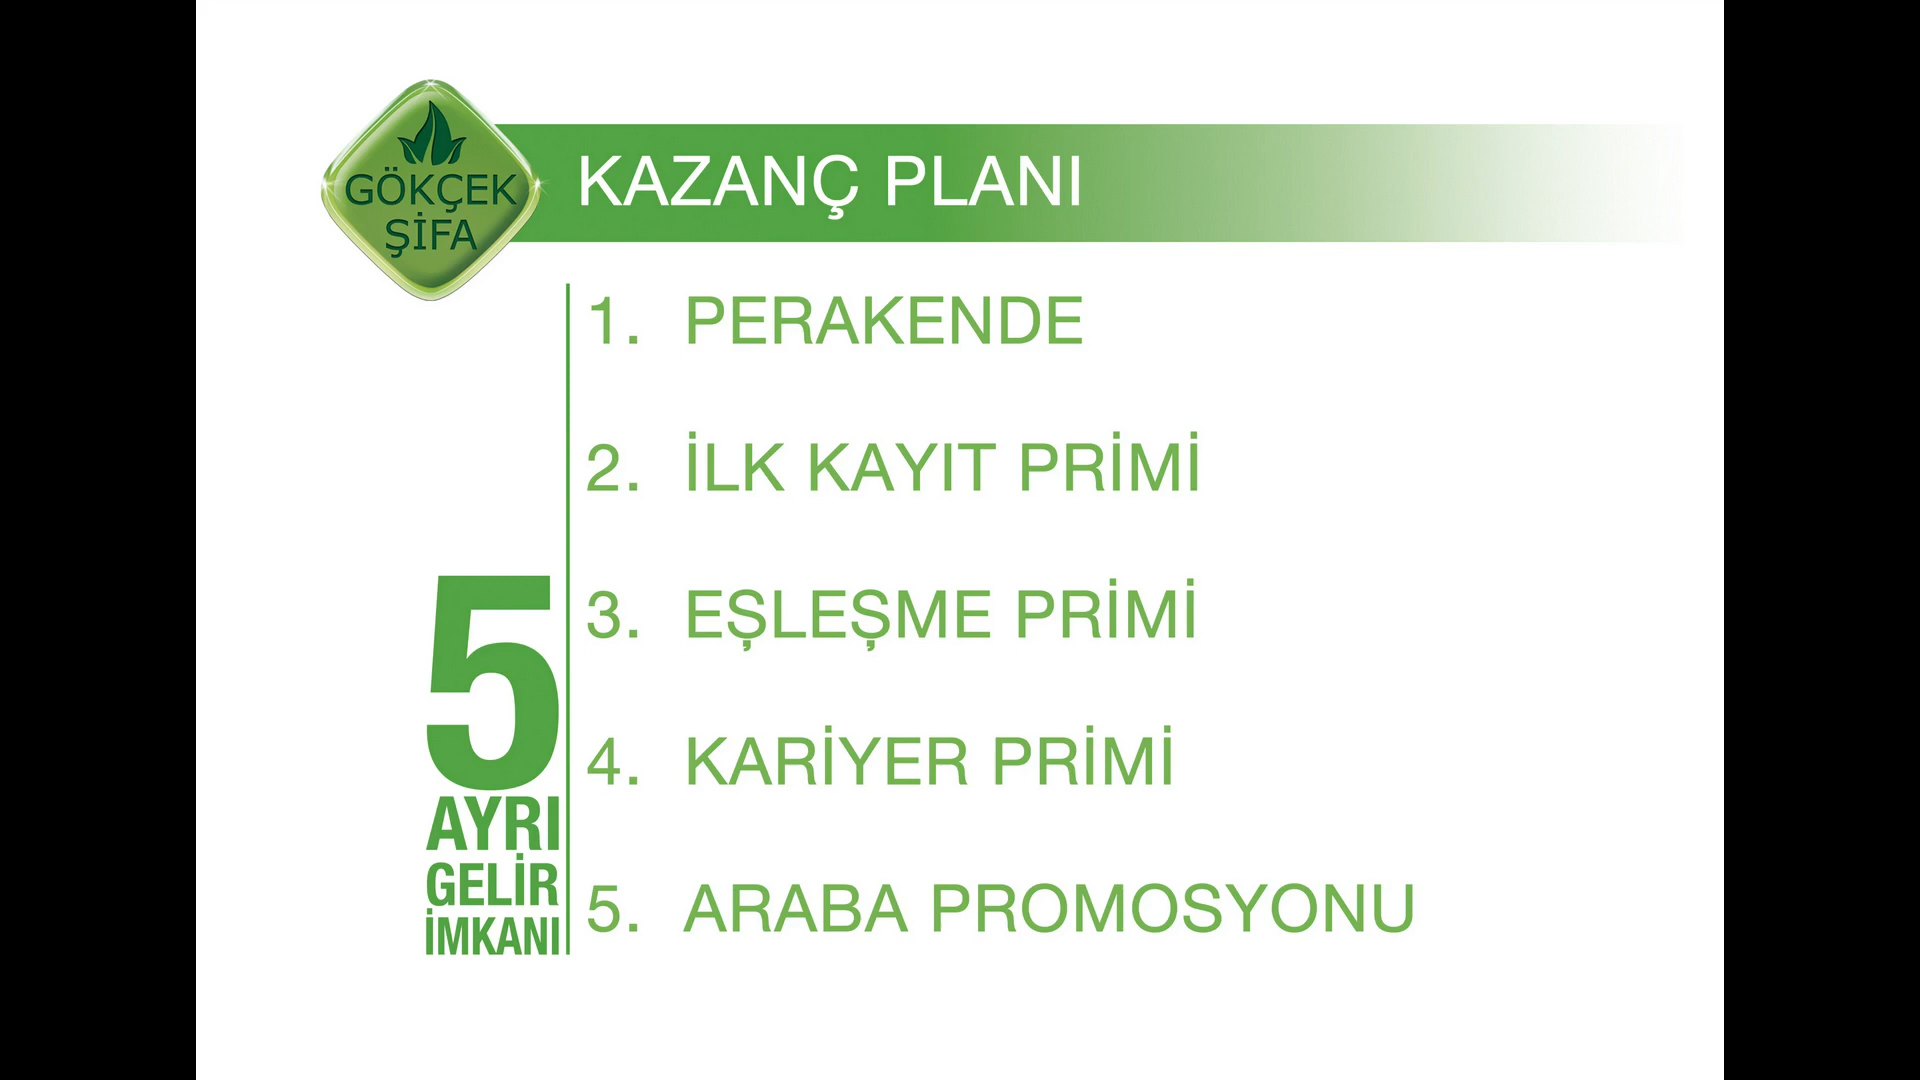 GÖKÇEK
ŞİFA
KAZANÇ PLANI
1. PERAKENDE
2. İLK KAYIT PRİMİ
3. EŞLEŞME PRİMİ
4. KARİYER PRİMİ
5. ARABA PROMOSYONU
5
AYRI
GELİR
İMKANI